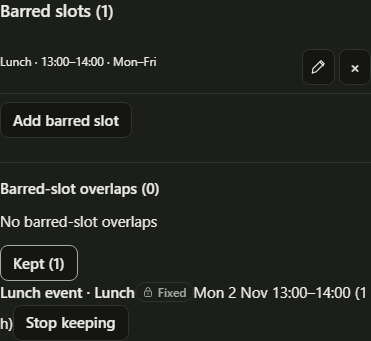 Barred slots (1)
Lunch · 13:00–14:00 · Mon–Fri
×
Add barred slot
Barred-slot overlaps (0)
No barred-slot overlaps
Kept (1)
Lunch event · Lunch Fixed Mon 2 Nov 13:00–14:00 (1
h) Stop keeping